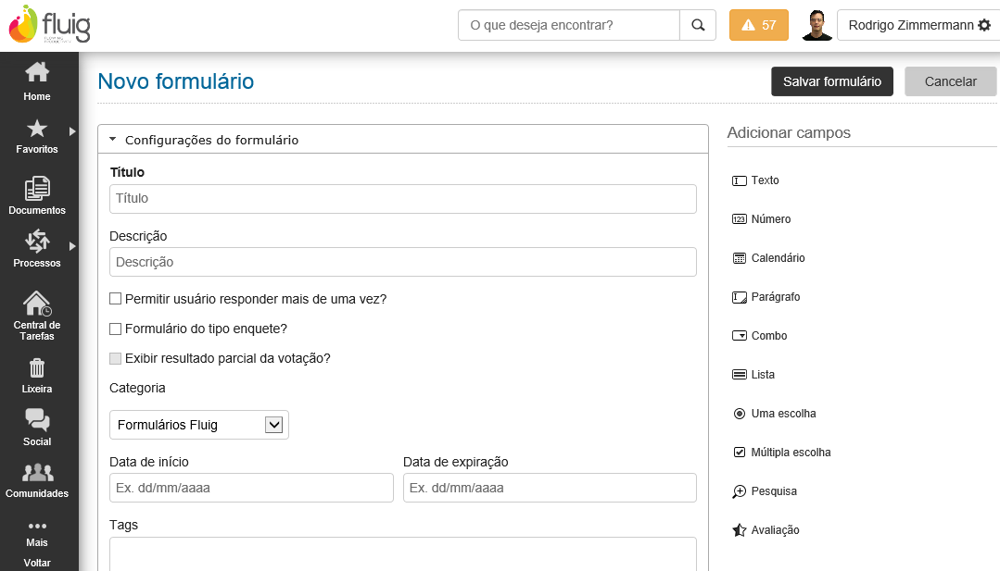 fluig
O que deseja encontrar?
57
Rodrigo Zimmermann
Home
Favoritos
Documentos
Processos
Central de
Tarefas
Lixeira
Social
Comunidades
Mais
Voltar
Novo formulário
Salvar formulário
Cancelar
Configurações do formulário
Título
Título
Descrição
Descrição
Permitir usuário responder mais de uma vez?
Formulário do tipo enquete?
Exibir resultado parcial da votação?
Categoria
Formulários Fluig
Data de início
Data de expiração
Ex. dd/mm/aaaa
Ex. dd/mm/aaaa
Tags
Adicionar campos
Texto
123
Número
Calendário
Parágrafo
Combo
Lista
Uma escolha
Múltipla escolha
Pesquisa
Avaliação